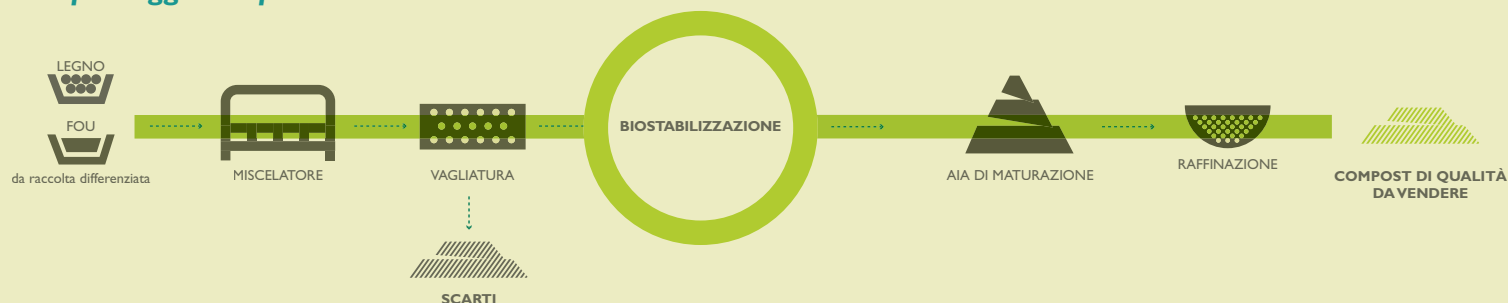 LEGNO
FOU
da raccolta differenziata
MISCELATORE
VAGLIATURA
SCARTI
BIOSTABILIZZAZIONE
AIA DI MATURAZIONE
RAFFINAZIONE
COMPOST DI QUALITÀ
DA VENDERE